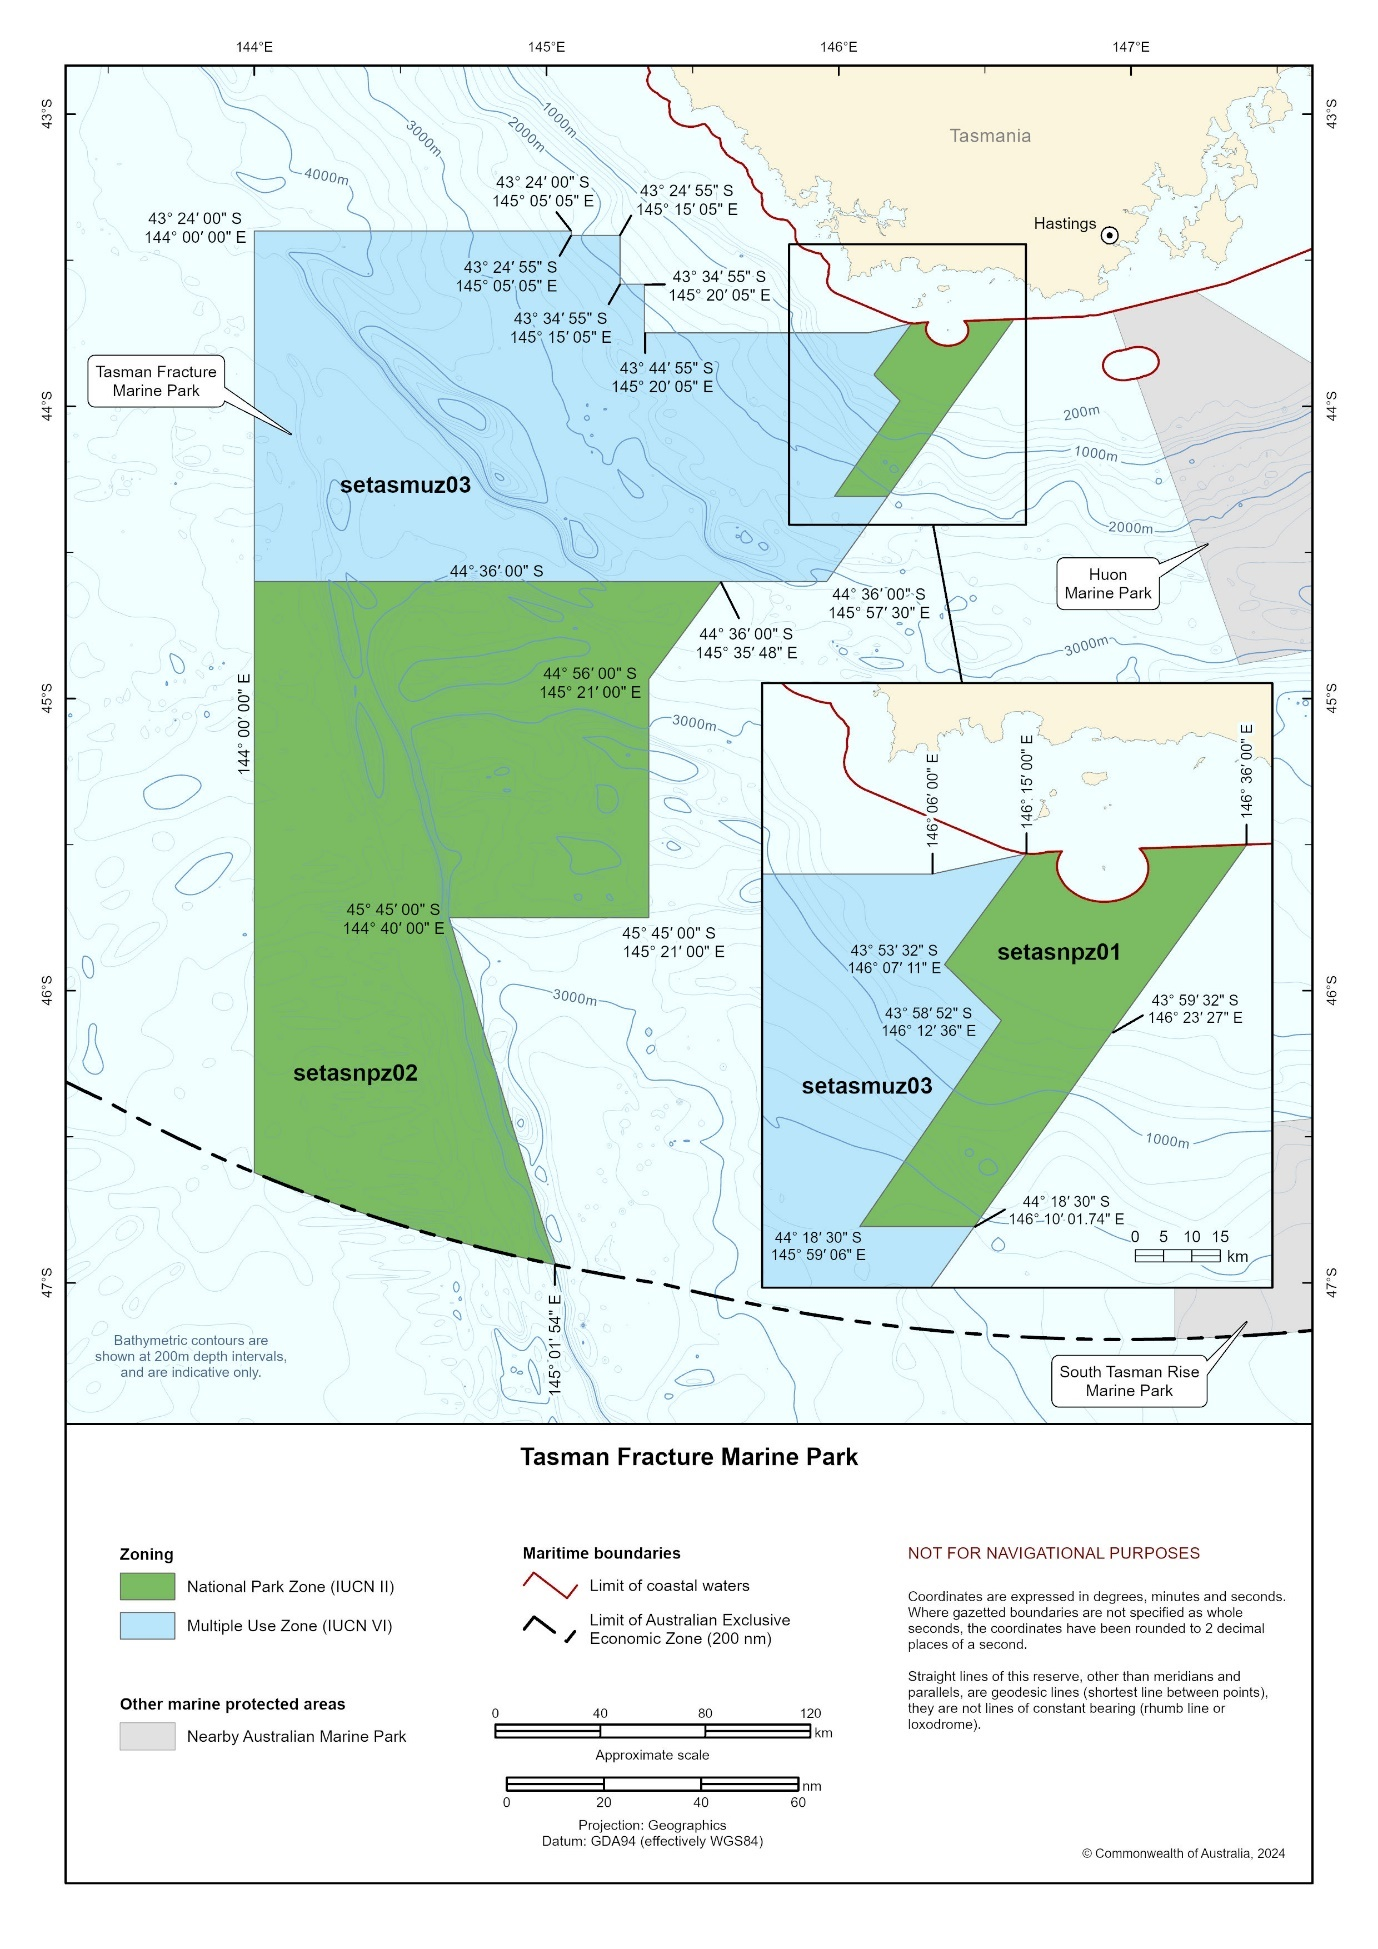 144°E
145°E
146°E
147°E
43°S
43°S
Tasmania
1000m
2000m
3000m
4000m
43° 24′ 00" S
145° 05′ 05" E
43° 24′ 55" S
145° 15′ 05" E
43° 24′ 00" S
144° 00′ 00" E
Hastings
43° 24′ 55" S
145° 05′ 05" E
43° 34′ 55" S
145° 20′ 05" E
43° 34′ 55" S
145° 15′ 05" E
43° 44′ 55" S
145° 20′ 05" E
Tasman Fracture
Marine Park
44°S
44°S
200m
1000m
setasmuz03
2000m
44° 36′ 00" S
Huon
Marine Park
44° 36′ 00" S
145° 57′ 30" E
44° 36′ 00" S
145° 35′ 48" E
3000m
44° 56′ 00" S
145° 21′ 00" E
144° 00′ 00" E
45°S
45°S
3000m
146° 06′ 00" E
146° 15′ 00" E
146° 36′ 00" E
45° 45′ 00" S
144° 40′ 00" E
45° 45′ 00" S
145° 21′ 00" E
43° 53′ 32" S
146° 07′ 11" E
setasnpz01
46°S
46°S
3000m
43° 58′ 52" S
146° 12′ 36" E
43° 59′ 32" S
146° 23′ 27" E
setasnpz02
setasmuz03
1000m
44° 18′ 30" S
146° 10′ 01.74" E
44° 18′ 30" S
145° 59′ 06" E
0 5 10 15
km
47°S
47°S
145° 01′ 54" E
Bathymetric contours are
shown at 200m depth intervals,
and are indicative only.
South Tasman Rise
Marine Park
Tasman Fracture Marine Park
Zoning
National Park Zone (IUCN II)
Multiple Use Zone (IUCN VI)
Other marine protected areas
Nearby Australian Marine Park
Maritime boundaries
Limit of coastal waters
Limit of Australian Exclusive
Economic Zone (200 nm)
0 40 80 120
km
Approximate scale
nm
0 20 40 60
Projection: Geographics
Datum: GDA94 (effectively WGS84)
NOT FOR NAVIGATIONAL PURPOSES
Coordinates are expressed in degrees, minutes and seconds.
Where gazetted boundaries are not specified as whole
seconds, the coordinates have been rounded to 2 decimal
places of a second.
Straight lines of this reserve, other than meridians and
parallels, are geodesic lines (shortest line between points),
they are not lines of constant bearing (rhumb line or
loxodrome).
© Commonwealth of Australia, 2024